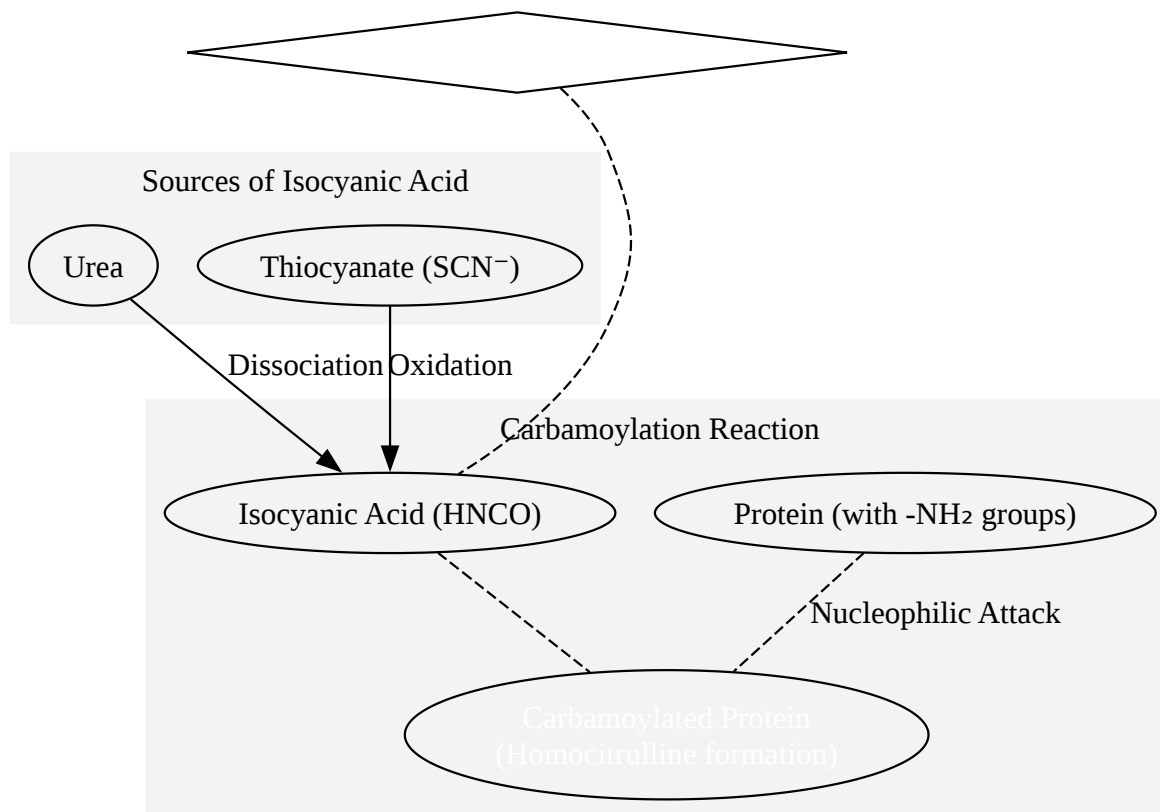 Sources of Isocyanic Acid
Urea
Thiocyanate (SCN⁻)
Dissociation
Oxidation
Carbamoylation Reaction
Isocyanic Acid (HNCO)
Protein (with -NH₂ groups)
Nucleophilic Attack
Carbamoylated Protein
(Homocitrulline formation)